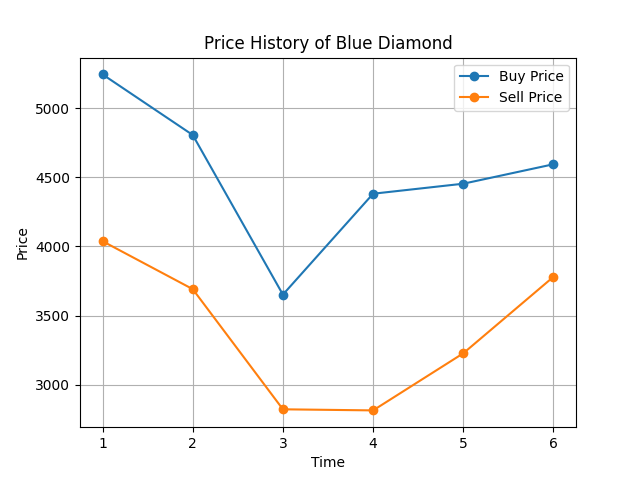 Price History of Blue Diamond
Buy Price
Sell Price
Price
5000
4500
4000
3500
3000
1 2 3 4 5 6
Time